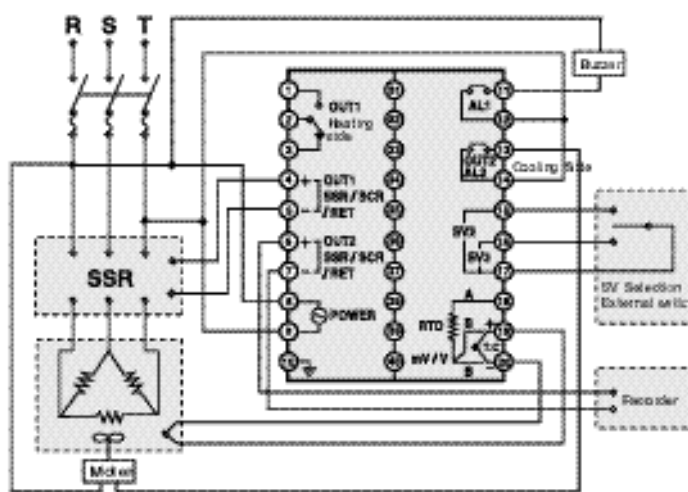 R S T
Buzzer
1
2
3
4
5
6
7
8
9
10
OUT1
Heating
side
+ OUT1
SSR / SCR
- / RET
+ OUT2
SSR / SCR
- / RET
POWER
31
32
33
34
35
36
37
38
39
40
AL1
OUT2
AL2
Cooling Side
SV3
SV2
A
RTD
B
+
T.C
mV / V
B
-
11
12
13
14
15
16
17
18
19
20
SV Selection
External switch
Recorder
SSR
Motor